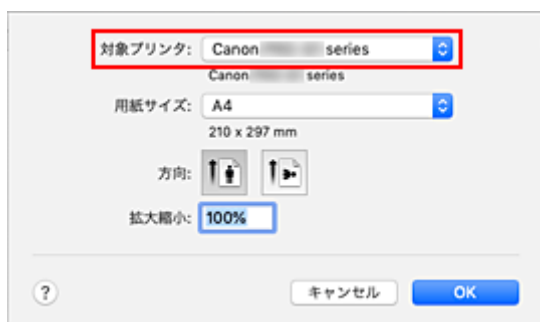 対象プリンタ: Canon series
Canon series
用紙サイズ: A4
210 x 297 mm
方向:
拡大縮小: 100%
?
キャンセル OK